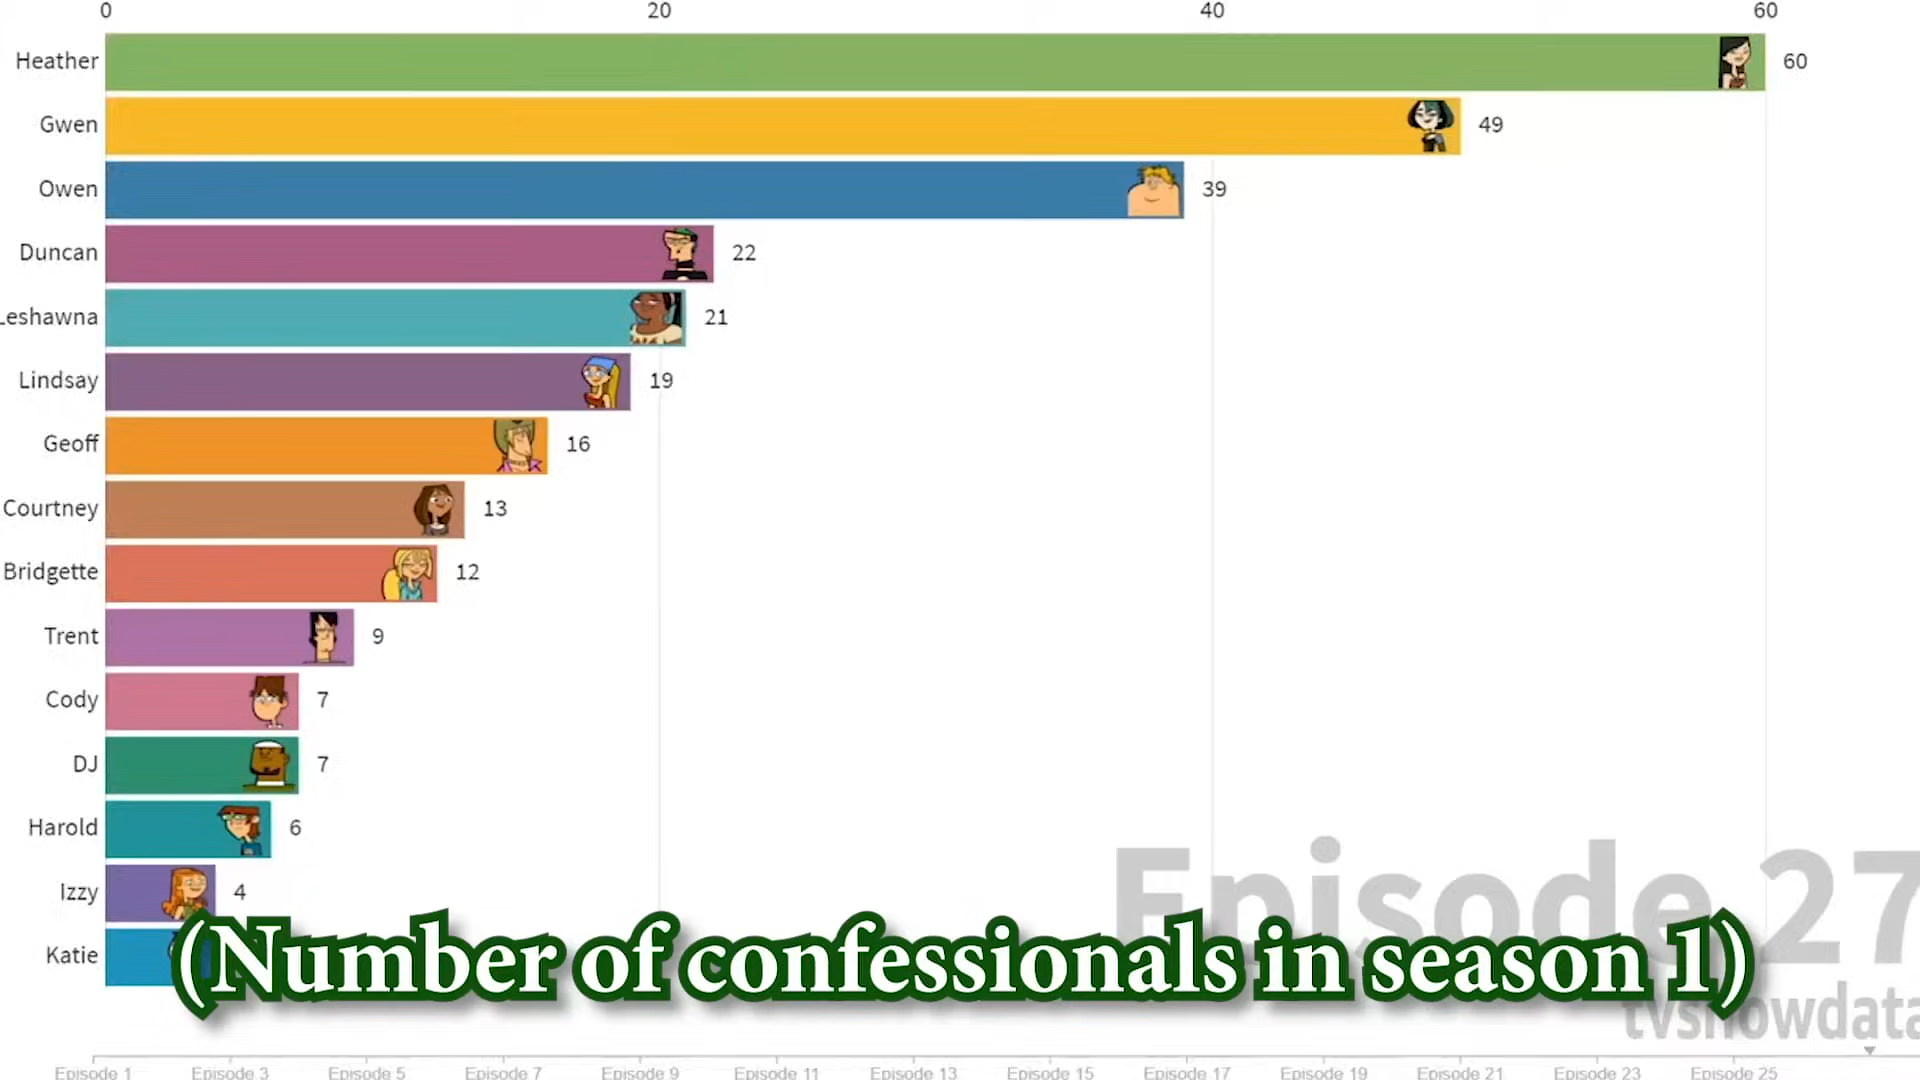 0 20 40 60
Heather 60
Gwen 49
Owen 39
Duncan 22
Leshawna 21
Lindsay 19
Geoff 16
Courtney 13
Bridgette 12
Trent 9
Cody 7
DJ 7
Harold 6
Izzy 4
Katie
Episode 27
(Number of confessionals in season 1)
tvshowdata
Episode 1 Episode 3 Episode 5 Episode 7 Episode 9 Episode 11 Episode 13 Episode 15 Episode 17 Episode 19 Episode 21 Episode 23 Episode 25